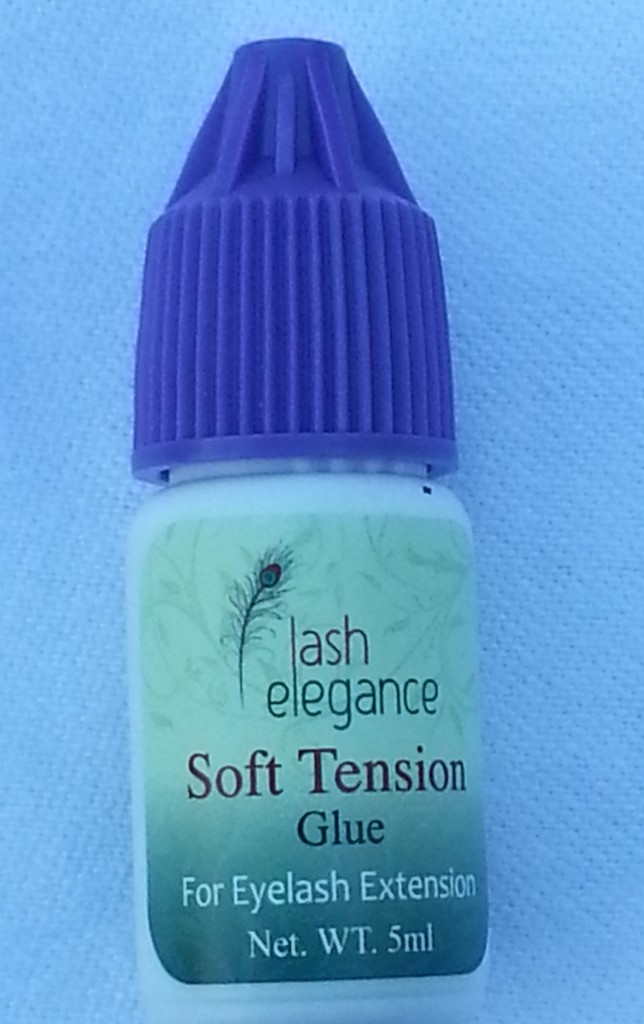 lash
elegance
Soft Tension
Glue
For Eyelash Extension
Net. WT. 5ml